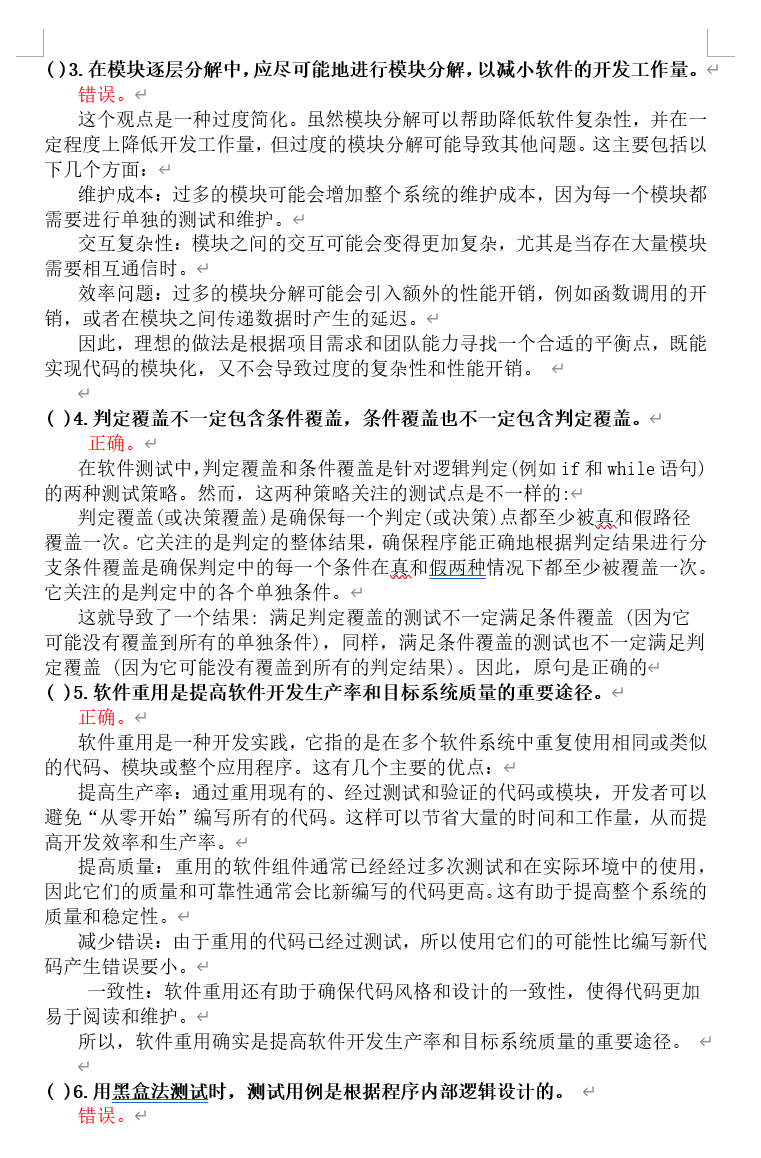 ( )3.在模块逐层分解中，应尽可能地进行模块分解，以减小软件的开发工作量。
错误。
这个观点是一种过度简化。虽然模块分解可以帮助降低软件复杂性，并在一
定程度上降低开发工作量，但过度的模块分解可能导致其他问题。这主要包括以
下几个方面：
维护成本：过多的模块可能会增加整个系统的维护成本，因为每一个模块都
需要进行单独的测试和维护。
交互复杂性：模块之间的交互可能会变得更加复杂，尤其是当存在大量模块
需要相互通信时。
效率问题：过多的模块分解可能会引入额外的性能开销，例如函数调用的开
销，或者在模块之间传递数据时产生的延迟。
因此，理想的做法是根据项目需求和团队能力寻找一个合适的平衡点，既能
实现代码的模块化，又不会导致过度的复杂性和性能开销。
( )4.判定覆盖不一定包含条件覆盖，条件覆盖也不一定包含判定覆盖。
正确。
在软件测试中，判定覆盖和条件覆盖是针对逻辑判定(例如if和while语句)
的两种测试策略。然而，这两种策略关注的测试点是不一样的:
判定覆盖(或决策覆盖)是确保每一个判定(或决策)点都至少被真和假路径
覆盖一次。它关注的是判定的整体结果，确保程序能正确地根据判定结果进行分
支条件覆盖是确保判定中的每一个条件在真和假两种情况下都至少被覆盖一次。
它关注的是判定中的各个单独条件。
这就导致了一个结果: 满足判定覆盖的测试不一定满足条件覆盖 (因为它
可能没有覆盖到所有的单独条件)，同样，满足条件覆盖的测试也不一定满足判
定覆盖 (因为它可能没有覆盖到所有的判定结果)。因此，原句是正确的
( )5.软件重用是提高软件开发生产率和目标系统质量的重要途径。
正确。
软件重用是一种开发实践，它指的是在多个软件系统中重复使用相同或类似
的代码、模块或整个应用程序。这有几个主要的优点：
提高生产率：通过重用现有的、经过测试和验证的代码或模块，开发者可以
避免“从零开始”编写所有的代码。这样可以节省大量的时间和工作量，从而提
高开发效率和生产率。
提高质量：重用的软件组件通常已经经过多次测试和在实际环境中的使用，
因此它们的质量和可靠性通常会比新编写的代码更高。这有助于提高整个系统的
质量和稳定性。
减少错误：由于重用的代码已经过测试，所以使用它们的可能性比编写新代
码产生错误要小。
一致性：软件重用还有助于确保代码风格和设计的一致性，使得代码更加
易于阅读和维护。
所以，软件重用确实是提高软件开发生产率和目标系统质量的重要途径。
( )6.用黑盒法测试时，测试用例是根据程序内部逻辑设计的。
错误。